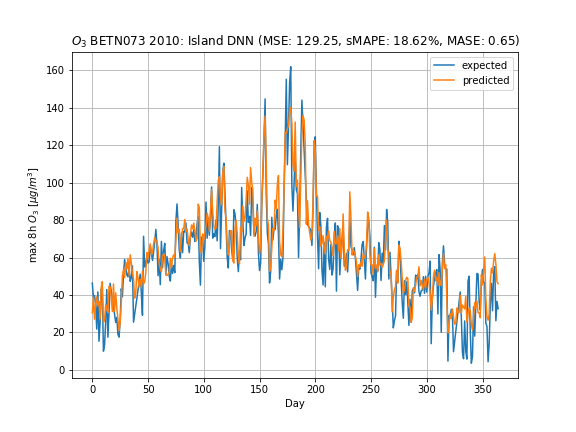 O3 BETN073 2010: Island DNN (MSE: 129.25, sMAPE: 18.62%, MASE: 0.65)
expected
predicted
max 8h O3 [μg/m³]
160
140
120
100
80
60
40
20
0
0 50 100 150 200 250 300 350
Day